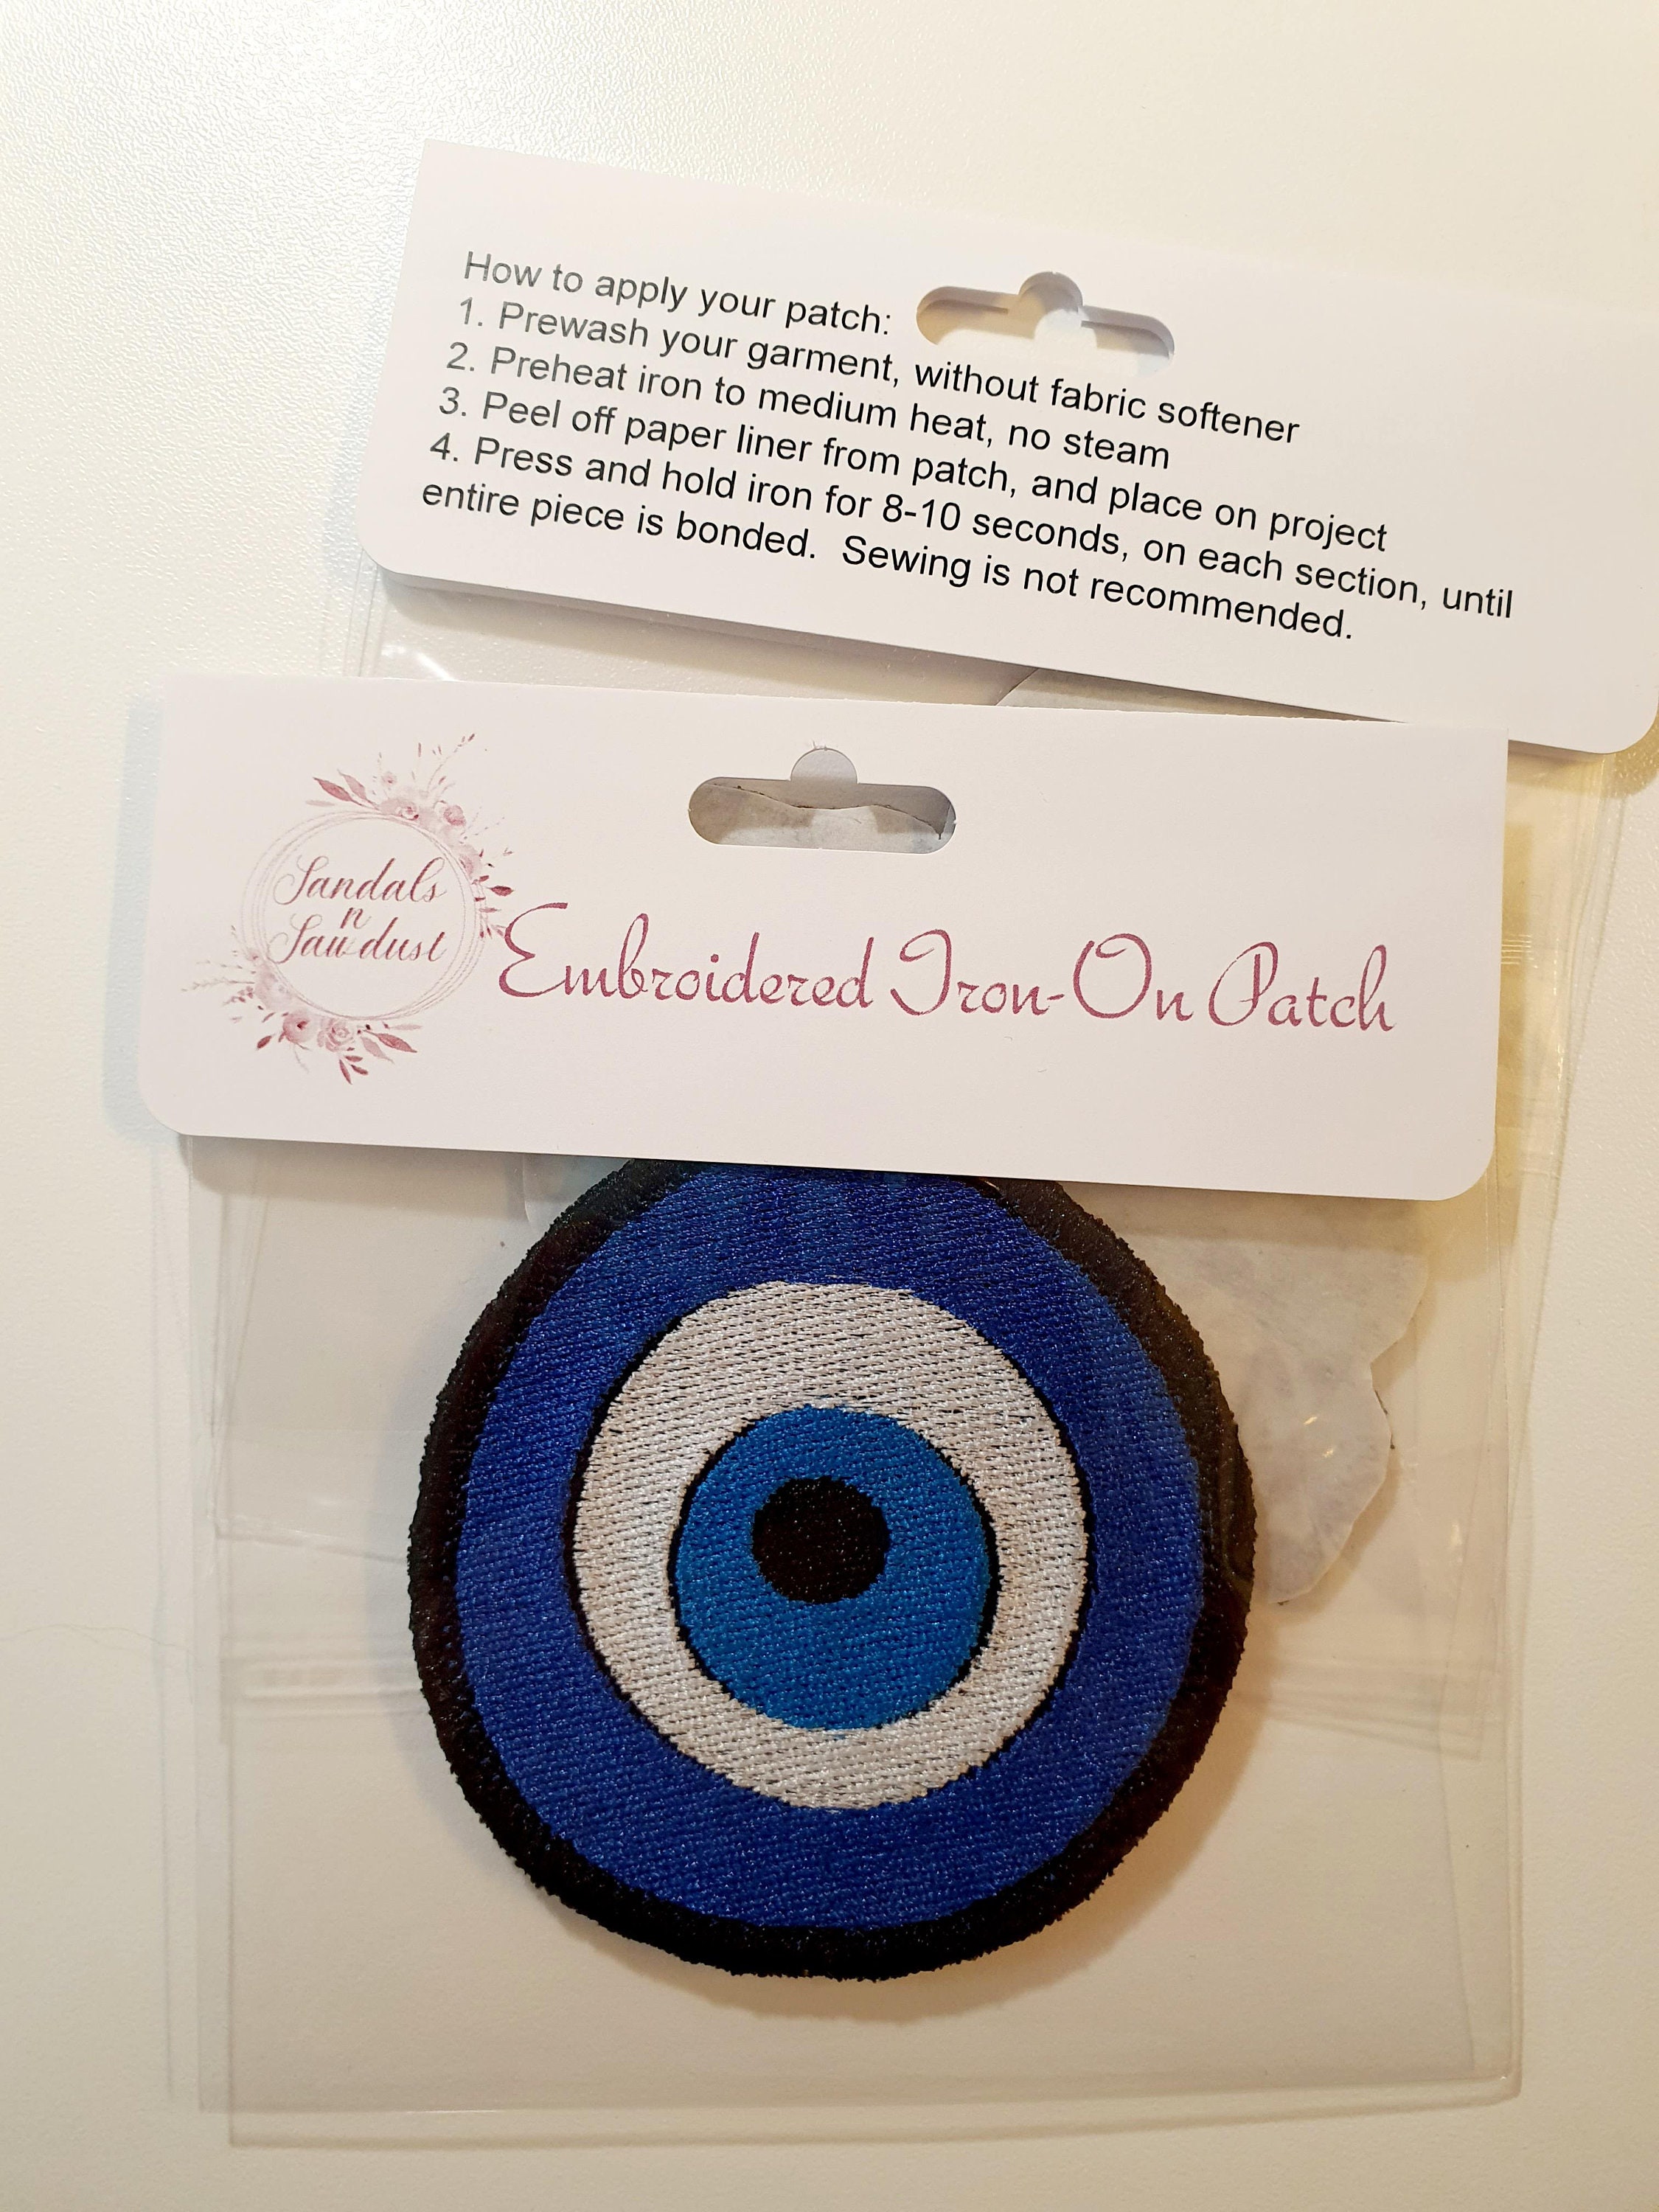 How to apply your patch:
1. Prewash your garment, without fabric softener
2. Preheat iron to medium heat, no steam
3. Peel off paper liner from patch, and place on project
4. Press and hold iron for 8-10 seconds, on each section, until
entire piece is bonded.  Sewing is not recommended.
Sandals
n
Sawdust
Embroidered Iron-On Patch